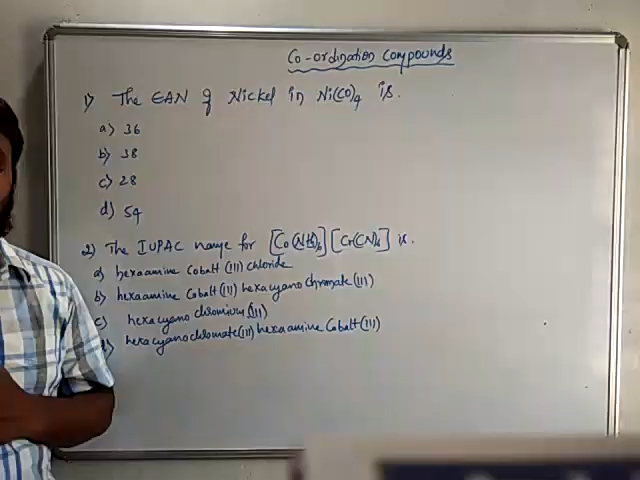 Co-ordination Compounds
1) The EAN of Nickel in Ni(CO)4 is.
a) 36
b) 38
c) 28
d) 54
2) The IUPAC name for [Co(NH3)6] [Cr(CN)6] is.
a) hexaamine Cobalt (III) chloride
b) hexaamine Cobalt (III) hexacyano chromate (III)
c) hexacyano chromium (III)
d) hexacyano chromate (III) hexaamine Cobalt (III)